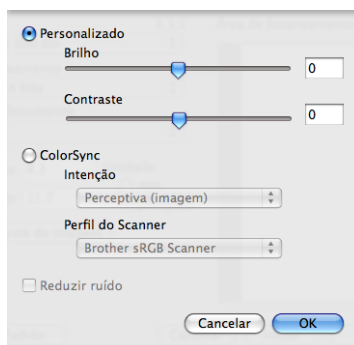 Personalizado
Brilho
0
Contraste
0
ColorSync
Intenção
Perceptiva (imagem)
Perfil do Scanner
Brother sRGB Scanner
Reduzir ruído
Cancelar OK